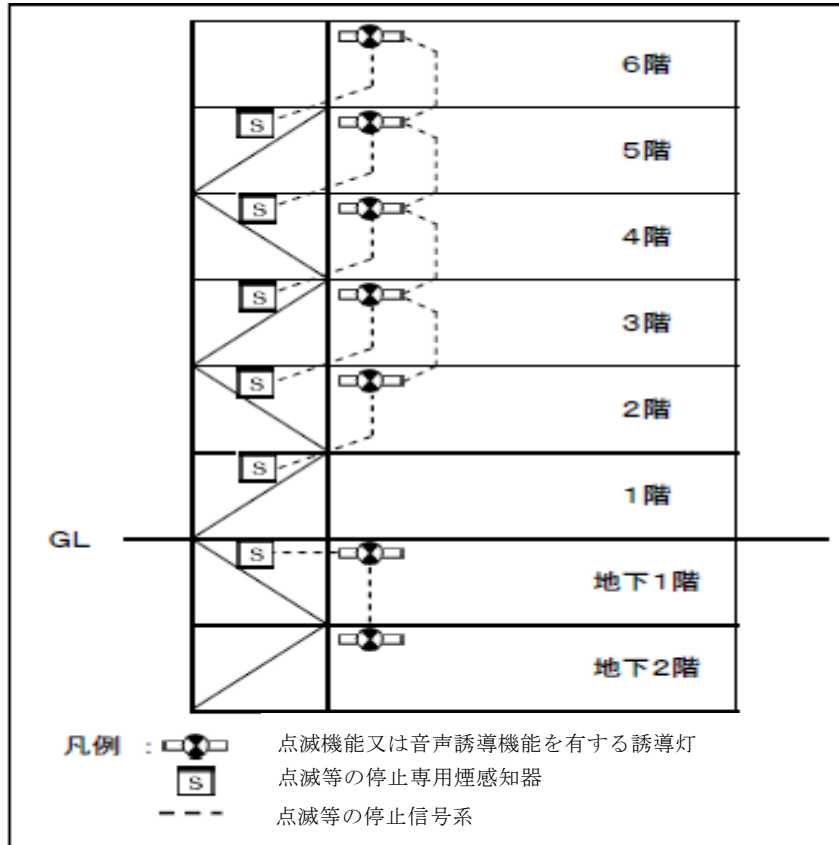 6階
S
5階
S
4階
S
3階
S
2階
S
1階
GL
S
地下1階
地下2階
凡例 : 点滅機能又は音声誘導機能を有する誘導灯
S 点滅等の停止専用煙感知器
点滅等の停止信号系